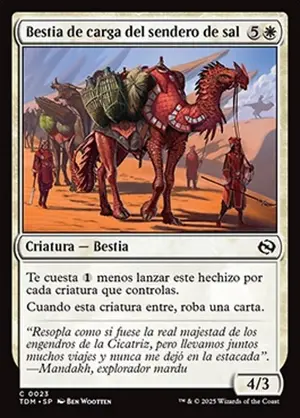 Bestia de carga del sendero de sal 5
Criatura — Bestia
Te cuesta 1 menos lanzar este hechizo por
cada criatura que controlas.
Cuando esta criatura entre, roba una carta.
"Resopla como si fuese la real majestad de los
engendros de la Cicatriz, pero llevamos juntos
muchos viajes y nunca me dejó en la estacada".
—Mandakh, explorador mardu
4/3
C 0023
TDM • SP BEN WOOTTEN
™ & © 2025 Wizards of the Coast